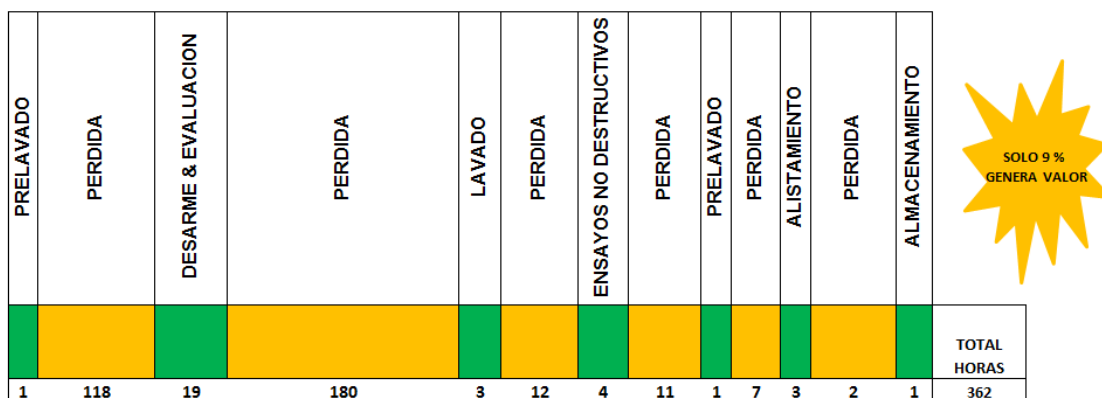 PRELAVADO
PERDIDA
DESARME & EVALUACION
PERDIDA
LAVADO
PERDIDA
ENSAYOS NO DESTRUCTIVOS
PERDIDA
PRELAVADO
PERDIDA
ALISTAMIENTO
PERDIDA
ALMACENAMIENTO
SOLO 9 %
GENERA VALOR
TOTAL
HORAS
1 118 19 180 3 12 4 11 1 7 3 2 1 362